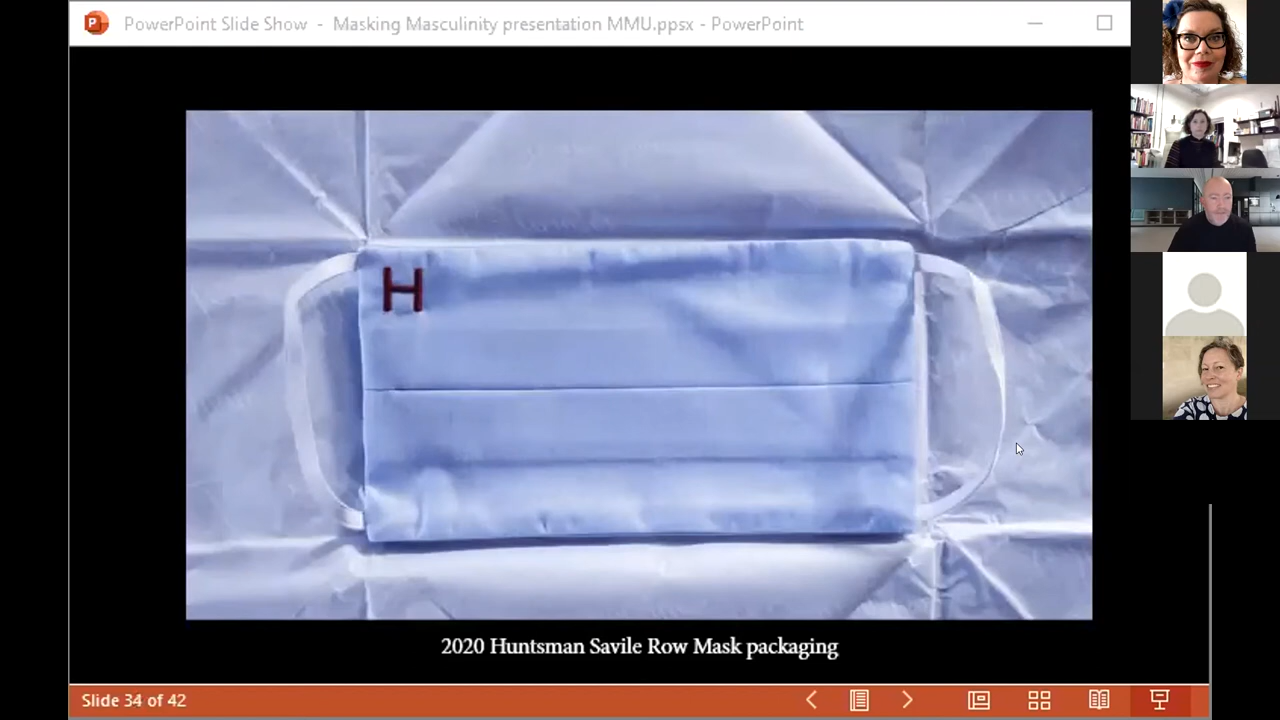 PowerPoint Slide Show - Masking Masculinity presentation MMU.ppsx - PowerPoint
H
2020 Huntsman Savile Row Mask packaging
Slide 34 of 42